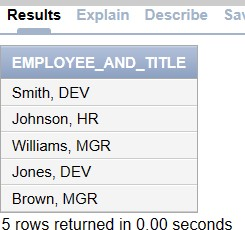 Results Explain Describe
EMPLOYEE_AND_TITLE
Smith, DEV
Johnson, HR
Williams, MGR
Jones, DEV
Brown, MGR
5 rows returned in 0.00 seconds